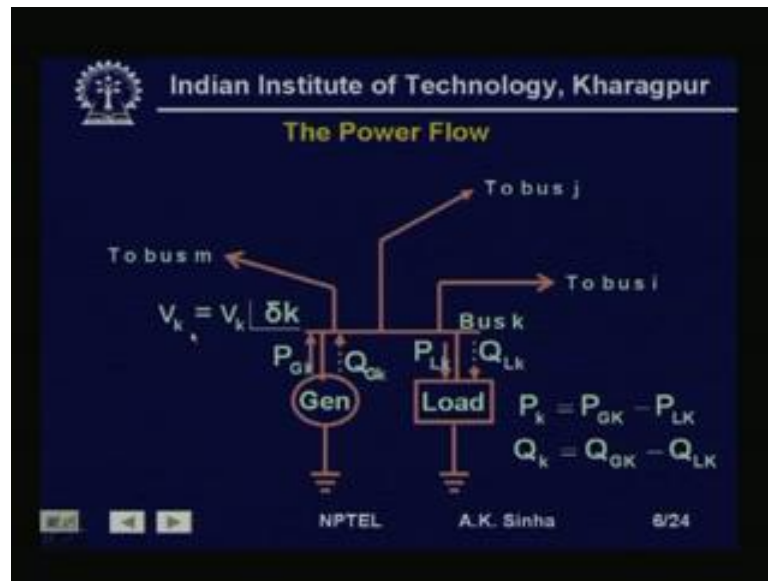 Indian Institute of Technology, Kharagpur
The Power Flow
To bus j
To bus m
To bus i
V_k = V_k δk
Bus k
P_Gk Q_Gk P_Lk Q_Lk
Gen
Load
P_k = P_GK – P_LK
Q_k = Q_GK – Q_LK
NPTEL A.K. Sinha 6/24